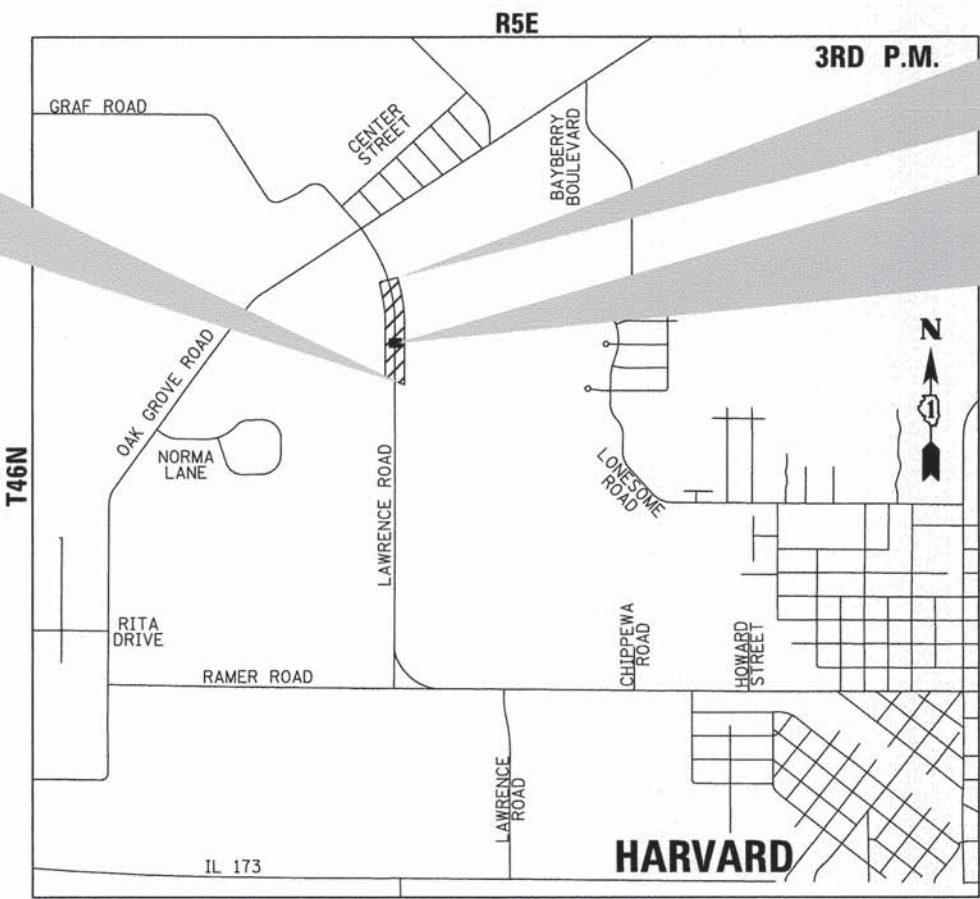 R5E
3RD P.M.
GRAF ROAD
CENTER
STREET
BAYBERRY
BOULEVARD
N
1
OAK GROVE ROAD
NORMA
LANE
T46N
LAWRENCE ROAD
LONESOME
ROAD
RITA
DRIVE
RAMER ROAD
CHIPPEWA
ROAD
HOWARD
STREET
LAWRENCE
ROAD
HARVARD
IL 173